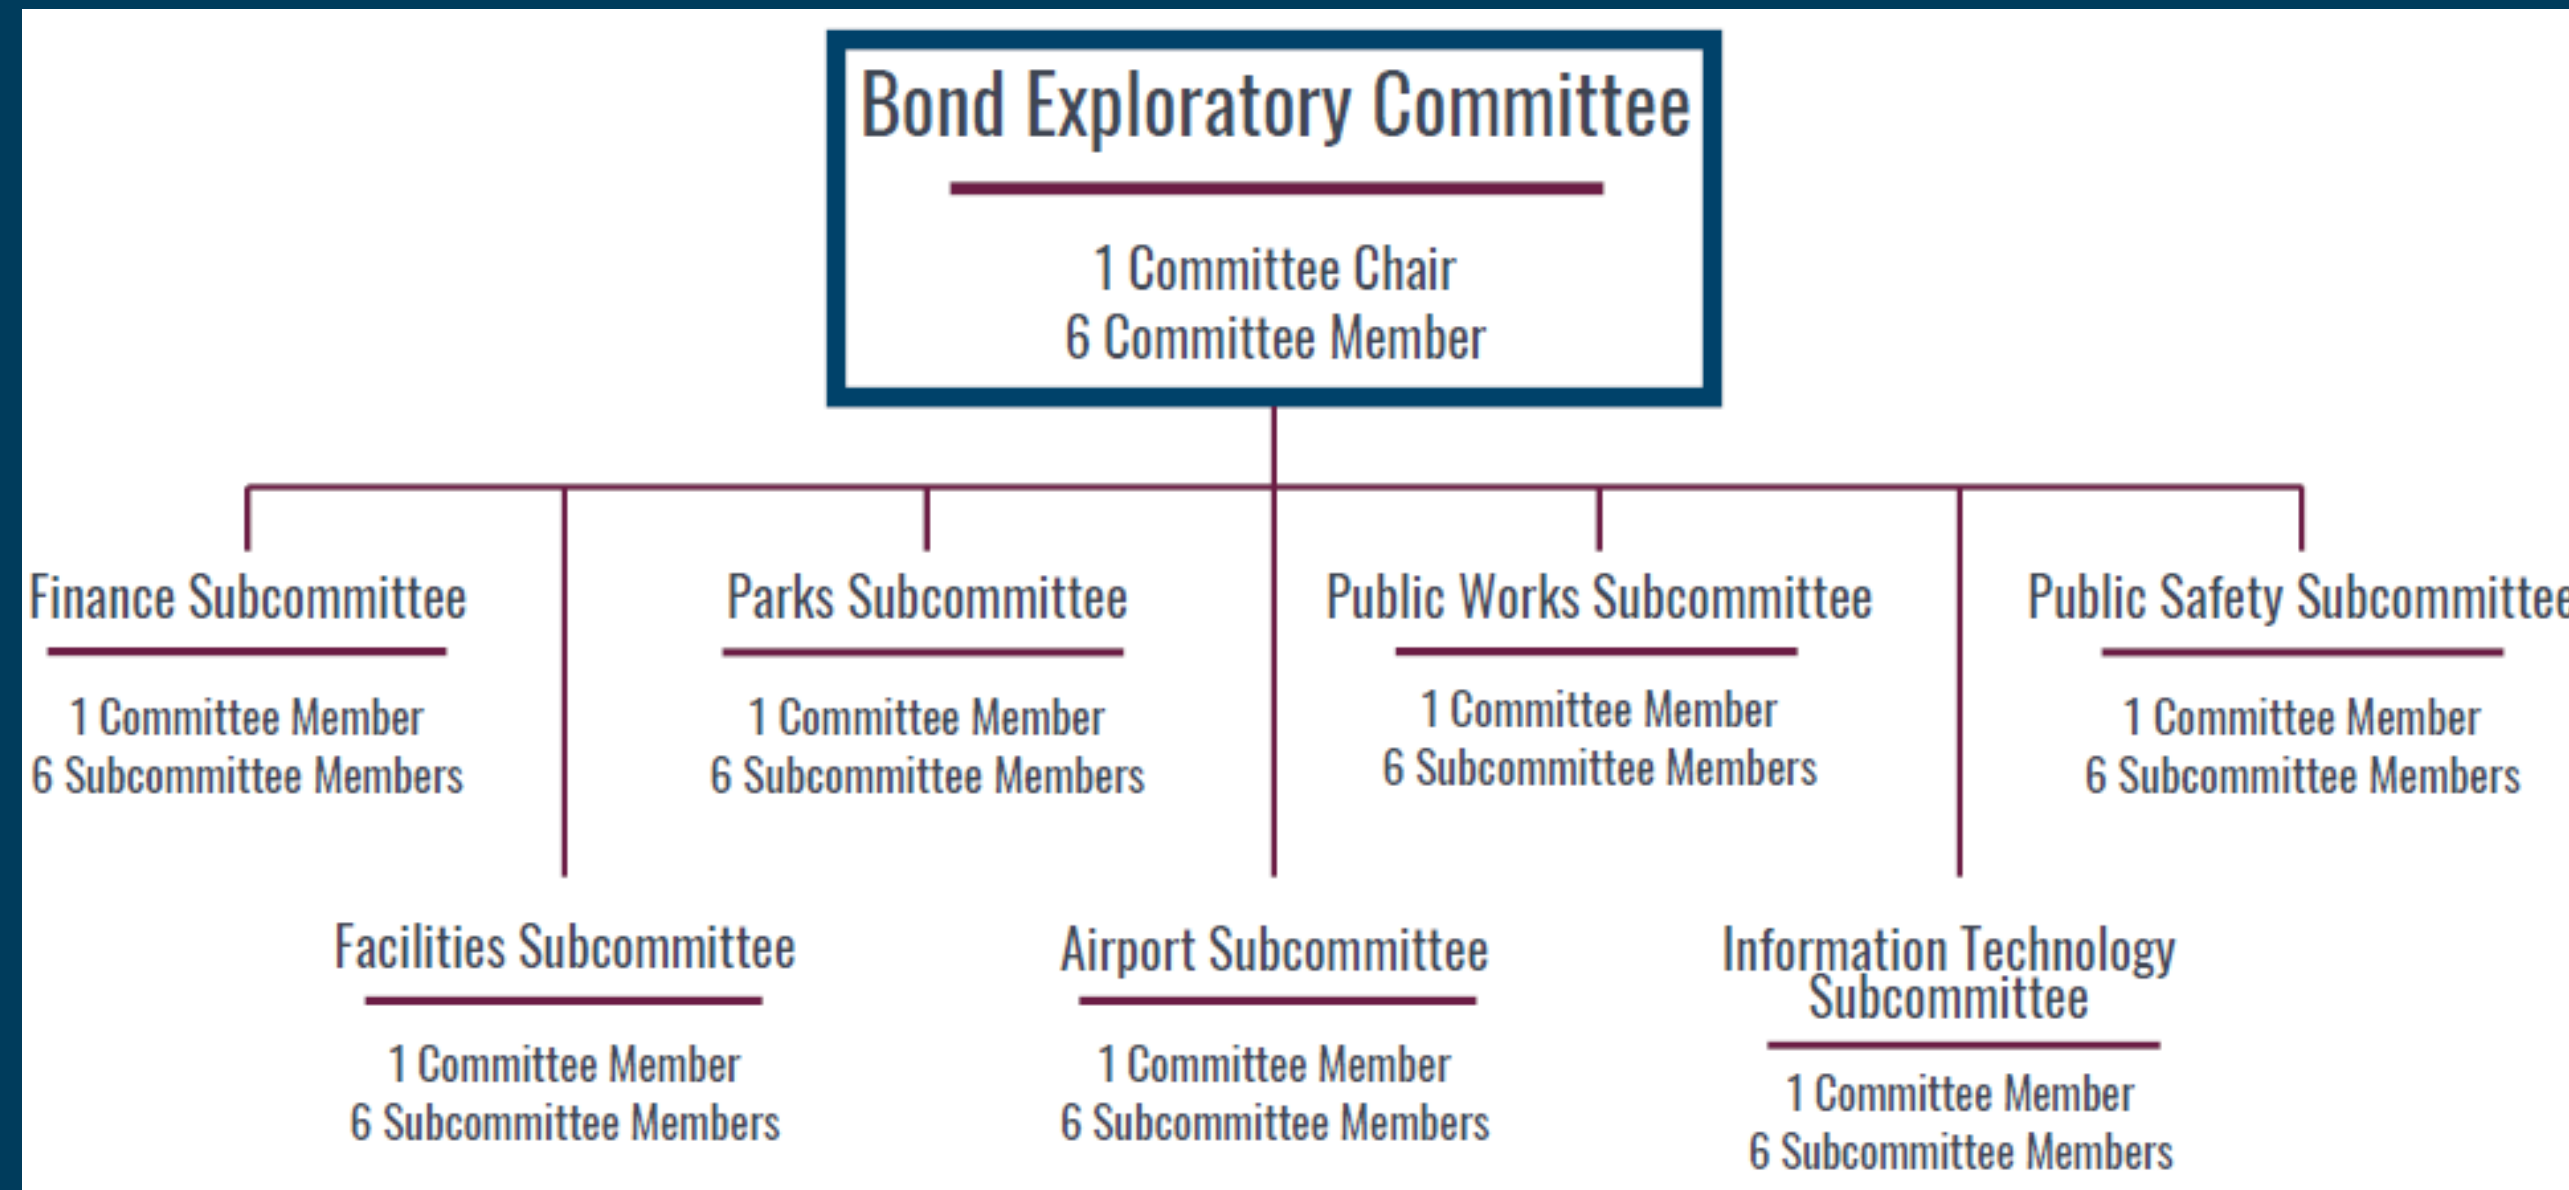 Bond Exploratory Committee
1 Committee Chair
6 Committee Member
Finance Subcommittee
1 Committee Member
6 Subcommittee Members
Parks Subcommittee
1 Committee Member
6 Subcommittee Members
Public Works Subcommittee
1 Committee Member
6 Subcommittee Members
Public Safety Subcommittee
1 Committee Member
6 Subcommittee Members
Facilities Subcommittee
1 Committee Member
6 Subcommittee Members
Airport Subcommittee
1 Committee Member
6 Subcommittee Members
Information Technology
Subcommittee
1 Committee Member
6 Subcommittee Members